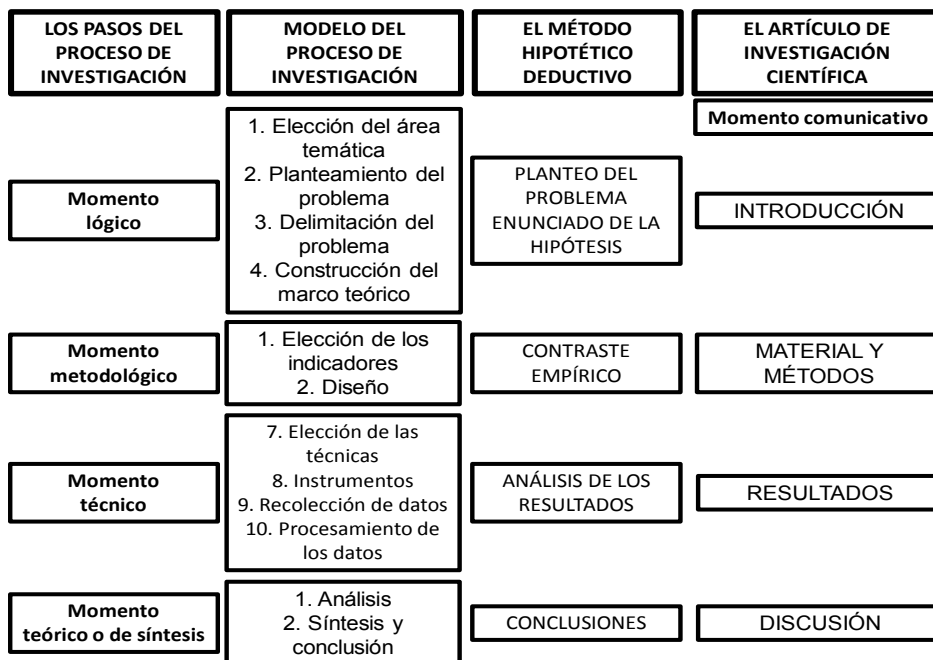 LOS PASOS DEL
PROCESO DE
INVESTIGACIÓN
MODELO DEL
PROCESO DE
INVESTIGACIÓN
EL MÉTODO
HIPOTÉTICO
DEDUCTIVO
EL ARTÍCULO DE
INVESTIGACIÓN
CIENTÍFICA
Momento comunicativo
Momento
lógico
1. Elección del área
temática
2. Planteamiento del
problema
3. Delimitación del
problema
4. Construcción del
marco teórico
PLANTEO DEL
PROBLEMA
ENUNCIADO DE LA
HIPÓTESIS
INTRODUCCIÓN
Momento
metodológico
1. Elección de los
indicadores
2. Diseño
CONTRASTE
EMPÍRICO
MATERIAL Y
MÉTODOS
Momento
técnico
7. Elección de las
técnicas
8. Instrumentos
9. Recolección de datos
10. Procesamiento de
los datos
ANÁLISIS DE LOS
RESULTADOS
RESULTADOS
Momento
teórico o de síntesis
1. Análisis
2. Síntesis y
conclusión
CONCLUSIONES
DISCUSIÓN